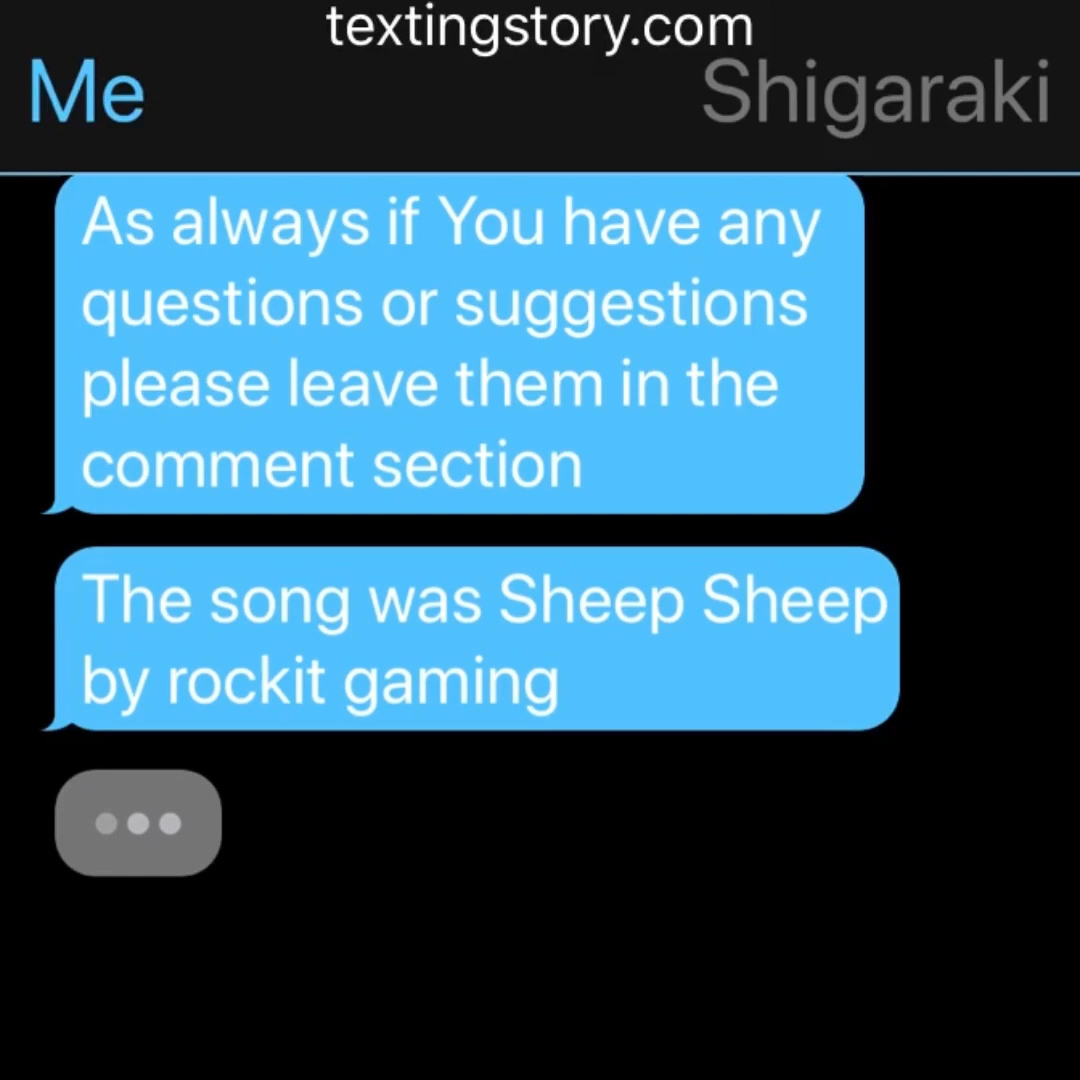 textingstory.com
Me
Shigaraki
As always if You have any
questions or suggestions
please leave them in the
comment section
The song was Sheep Sheep
by rockit gaming